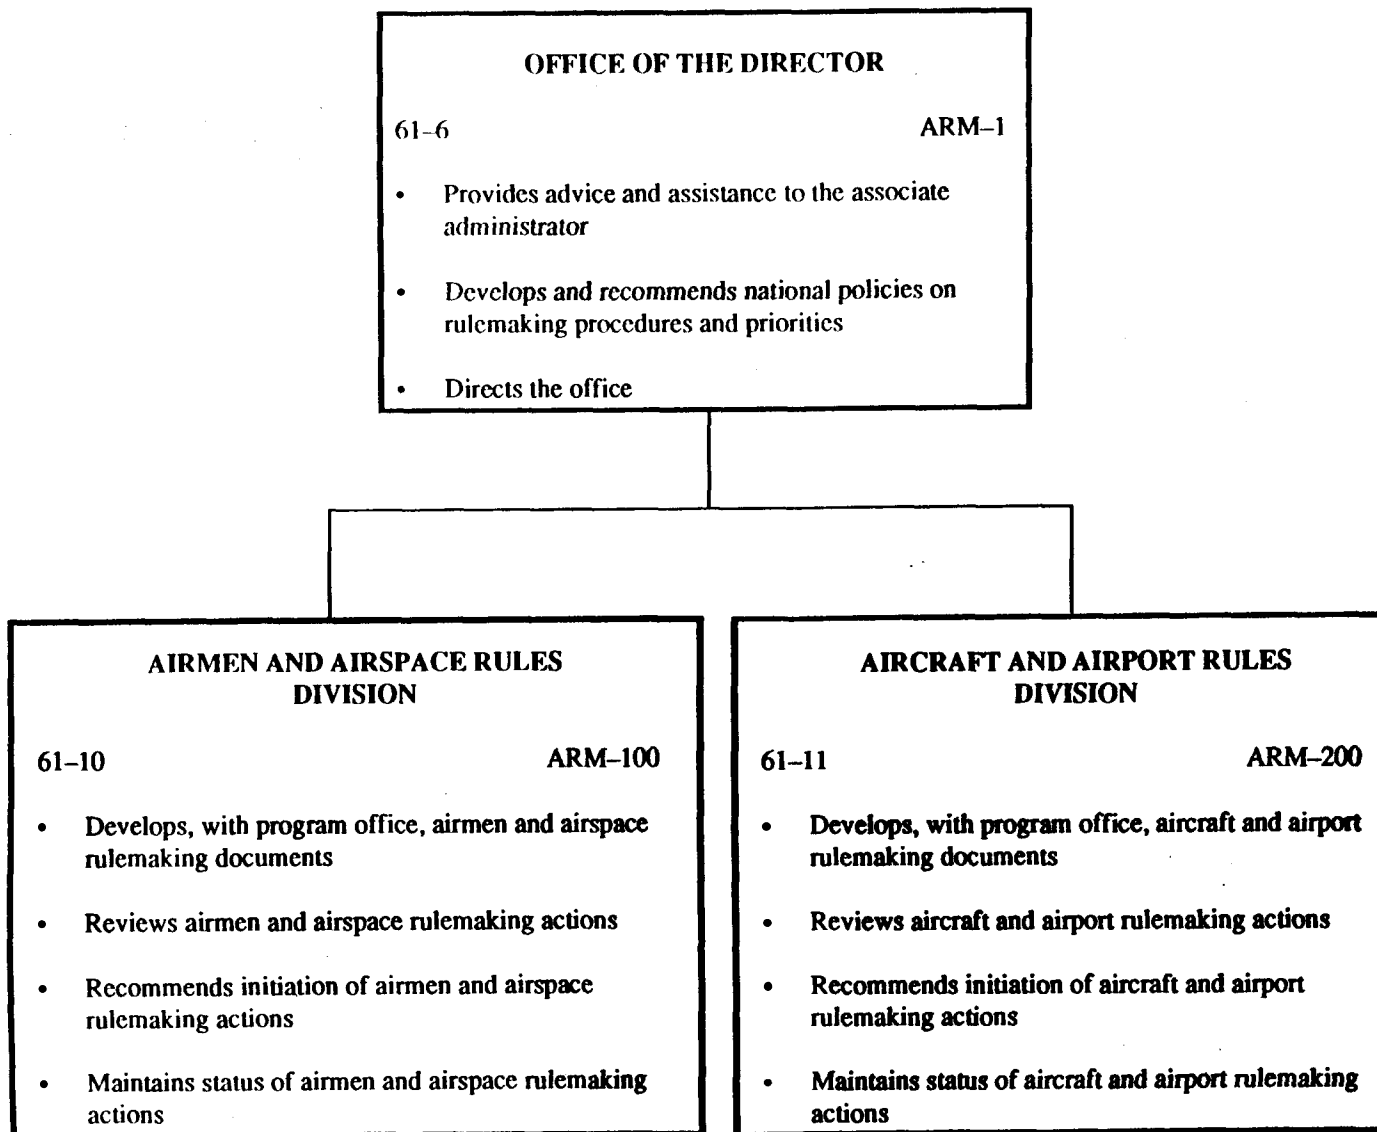 OFFICE OF THE DIRECTOR
61–6 ARM–1
• Provides advice and assistance to the associate
administrator
• Develops and recommends national policies on
rulemaking procedures and priorities
• Directs the office
AIRMEN AND AIRSPACE RULES
DIVISION
61–10 ARM–100
• Develops, with program office, airmen and airspace
rulemaking documents
• Reviews airmen and airspace rulemaking actions
• Recommends initiation of airmen and airspace
rulemaking actions
• Maintains status of airmen and airspace rulemaking
actions
AIRCRAFT AND AIRPORT RULES
DIVISION
61–11 ARM–200
• Develops, with program office, aircraft and airport
rulemaking documents
• Reviews aircraft and airport rulemaking actions
• Recommends initiation of aircraft and airport
rulemaking actions
• Maintains status of aircraft and airport rulemaking
actions